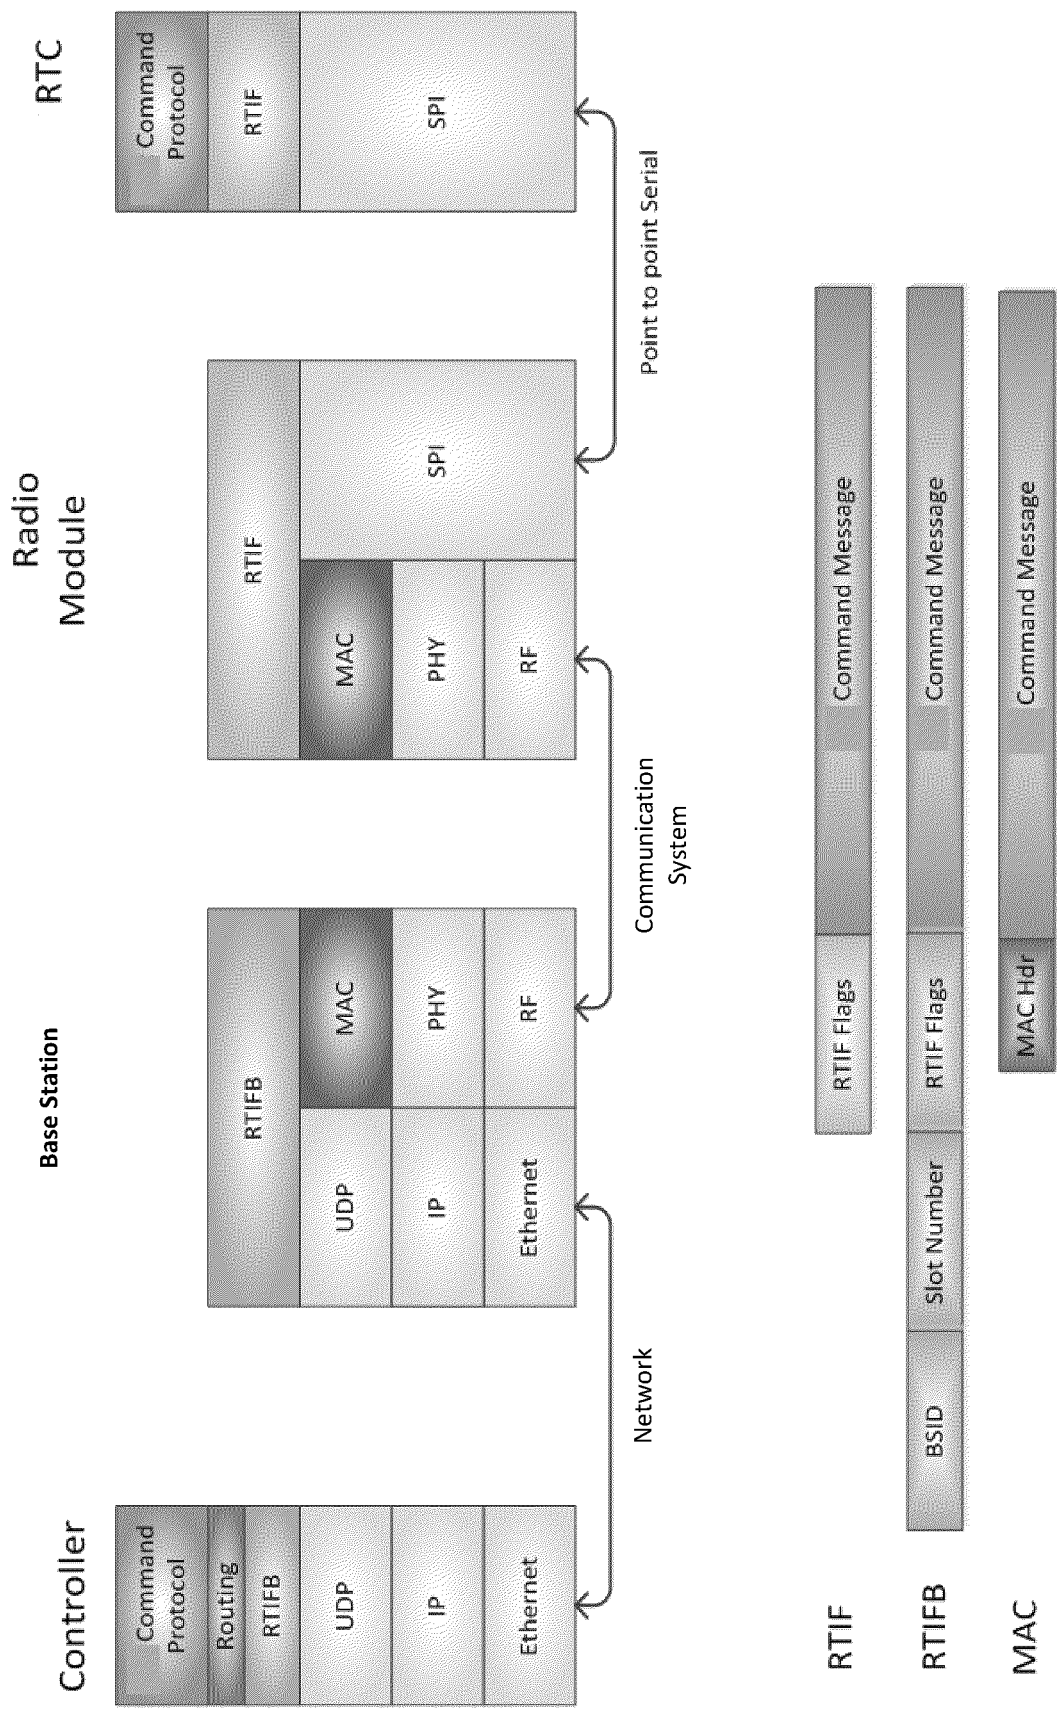 Controller
Base Station
Radio
Module
RTC
Command
Protocol
Routing
RTIFB
UDP
IP
Ethernet
RTIFB
UDP
IP
Ethernet
MAC
PHY
RF
RTIF
MAC
PHY
RF
SPI
Command
Protocol
RTIF
SPI
Network
Communication
System
Point to point Serial
RTIF
RTIF Flags
Command Message
RTIFB
BSID
Slot Number
RTIF Flags
Command Message
MAC
MAC Hdr
Command Message